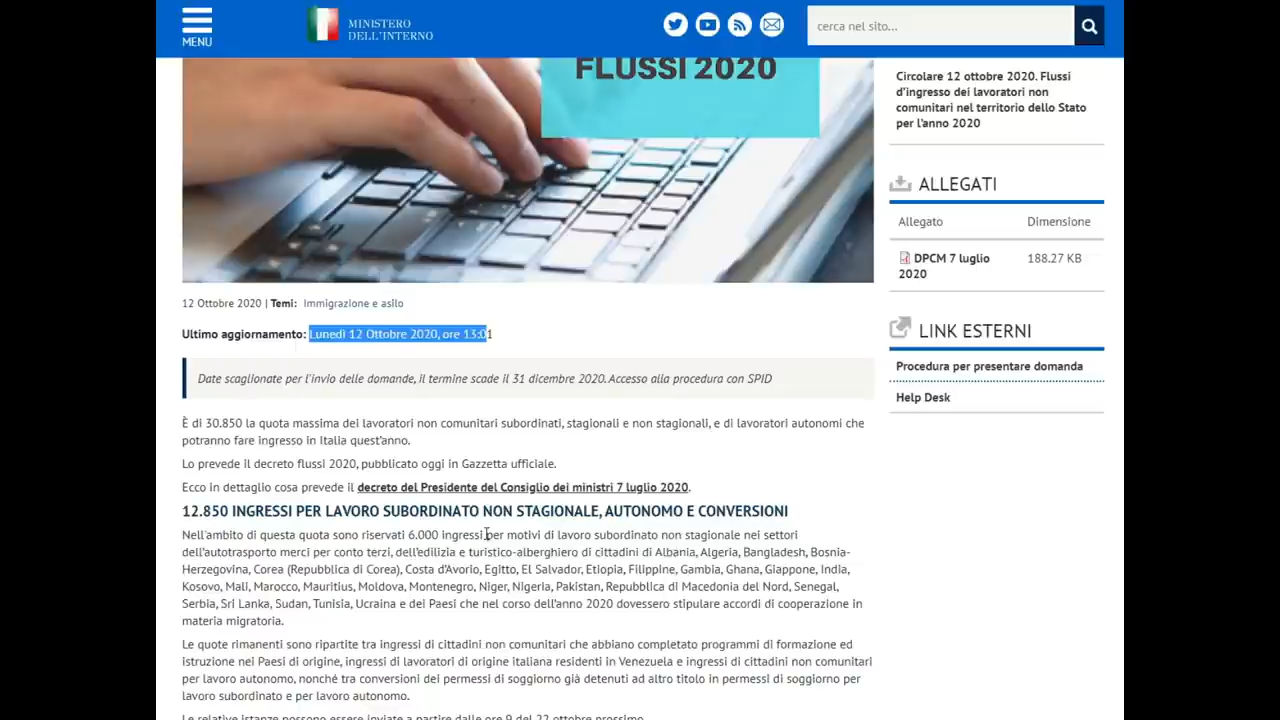 MENU
MINISTERO
DELL'INTERNO
cerca nel sito...
FLUSSI 2020
12 Ottobre 2020 | Temi: Immigrazione e asilo
Ultimo aggiornamento: Lunedì 12 Ottobre 2020, ore 13:01
Date scaglionate per l'invio delle domande, il termine scade il 31 dicembre 2020. Accesso alla procedura con SPID
È di 30.850 la quota massima dei lavoratori non comunitari subordinati, stagionali e non stagionali, e di lavoratori autonomi che
potranno fare ingresso in Italia quest'anno.
Lo prevede il decreto flussi 2020, pubblicato oggi in Gazzetta ufficiale.
Ecco in dettaglio cosa prevede il decreto del Presidente del Consiglio dei ministri 7 luglio 2020.
12.850 INGRESSI PER LAVORO SUBORDINATO NON STAGIONALE, AUTONOMO E CONVERSIONI
Nell'ambito di questa quota sono riservati 6.000 ingressi per motivi di lavoro subordinato non stagionale nei settori
dell'autotrasporto merci per conto terzi, dell'edilizia e turistico-alberghiero di cittadini di Albania, Algeria, Bangladesh, Bosnia-
Herzegovina, Corea (Repubblica di Corea), Costa d'Avorio, Egitto, El Salvador, Etiopia, Filippine, Gambia, Ghana, Giappone, India,
Kosovo, Mali, Marocco, Mauritius, Moldova, Montenegro, Niger, Nigeria, Pakistan, Repubblica di Macedonia del Nord, Senegal,
Serbia, Sri Lanka, Sudan, Tunisia, Ucraina e dei Paesi che nel corso dell'anno 2020 dovessero stipulare accordi di cooperazione in
materia migratoria.
Le quote rimanenti sono ripartite tra ingressi di cittadini non comunitari che abbiano completato programmi di formazione ed
istruzione nei Paesi di origine, ingressi di lavoratori di origine italiana residenti in Venezuela e ingressi di cittadini non comunitari
per lavoro autonomo, nonché tra conversioni dei permessi di soggiorno già detenuti ad altro titolo in permessi di soggiorno per
lavoro subordinato e per lavoro autonomo.
Le relative istanze possono essere inviate a partire dalle ore 9 del 22 ottobre prossimo.
Circolare 12 ottobre 2020. Flussi
d'ingresso dei lavoratori non
comunitari nel territorio dello Stato
per l'anno 2020
ALLEGATI
Allegato Dimensione
DPCM 7 luglio 188.27 KB
2020
LINK ESTERNI
Procedura per presentare domanda
Help Desk